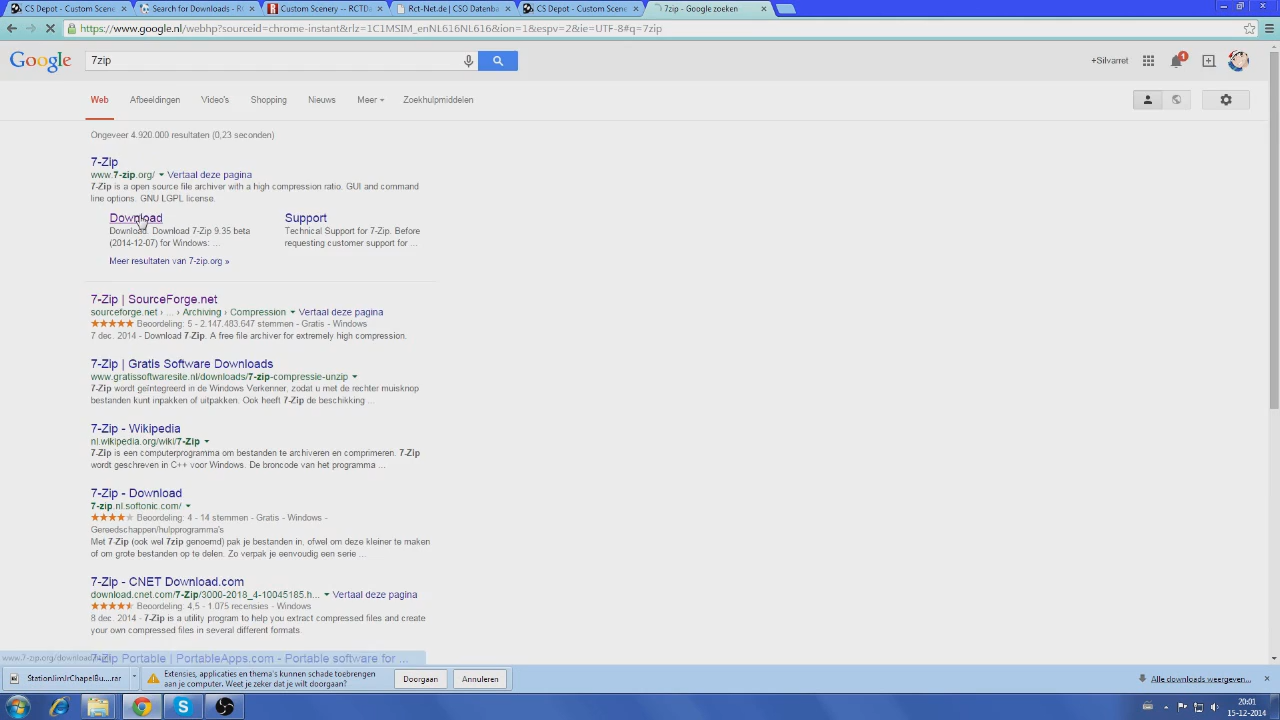 CS Depot - Custom Scene
Search for Downloads - R
Custom Scenery -- RCTDa
Rct-Net.de | CSO Datenba
CS Depot - Custom Scene
7zip - Google zoeken
https://www.google.nl/webhp?sourceid=chrome-instant&rlz=1C1MSIM_enNL616NL616&ion=1&espv=2&ie=UTF-8#q=7zip
Google
7zip
+Silvarret
1
Web
Afbeeldingen
Video's
Shopping
Nieuws
Meer
Zoekhulpmiddelen
Ongeveer 4.920.000 resultaten (0,23 seconden)
7-Zip
www.7-zip.org/ Vertaal deze pagina
7-Zip is a open source file archiver with a high compression ratio. GUI and command
line options. GNU LGPL license.
Download
Download. Download 7-Zip 9.35 beta
(2014-12-07) for Windows: ...
Support
Technical Support for 7-Zip. Before
requesting customer support for ...
Meer resultaten van 7-zip.org »
7-Zip | SourceForge.net
sourceforge.net › ... › Archiving › Compression Vertaal deze pagina
Beoordeling: 5 - 2.147.483.647 stemmen - Gratis - Windows
7 dec. 2014 - Download 7-Zip. A free file archiver for extremely high compression.
7-Zip | Gratis Software Downloads
www.gratissoftwaresite.nl/downloads/7-zip-compressie-unzip
7-Zip wordt geïntegreerd in de Windows Verkenner, zodat u met de rechter muisknop
bestanden kunt inpakken of uitpakken. Ook heeft 7-Zip de beschikking ...
7-Zip - Wikipedia
nl.wikipedia.org/wiki/7-Zip
7-Zip is een computerprogramma om bestanden te archiveren en comprimeren. 7-Zip
wordt geschreven in C++ voor Windows. De broncode van het programma ...
7-Zip - Download
7-zip.nl.softonic.com/
Beoordeling: 4 - 14 stemmen - Gratis - Windows -
Gereedschappen/hulpprogramma's
Met 7-Zip (ook wel 7zip genoemd) pak je bestanden in, ofwel om deze kleiner te maken
of om grote bestanden op te delen. Zo verpak je eenvoudig een serie ...
7-Zip - CNET Download.com
download.cnet.com/7-Zip/3000-2018_4-10045185.h... Vertaal deze pagina
Beoordeling: 4,5 - 1.075 recensies - Windows
8 dec. 2014 - 7-Zip is a utility program to help you extract compressed files and create
your own compressed files in several different formats.
7-Zip Portable | PortableApps.com - Portable software for ...
StationJimJrChapelBu....rar
Extensies, applicaties en thema's kunnen schade toebrengen
aan je computer. Weet je zeker dat je wilt doorgaan?
Doorgaan
Annuleren
Alle downloads weergeven...
20:01
15-12-2014